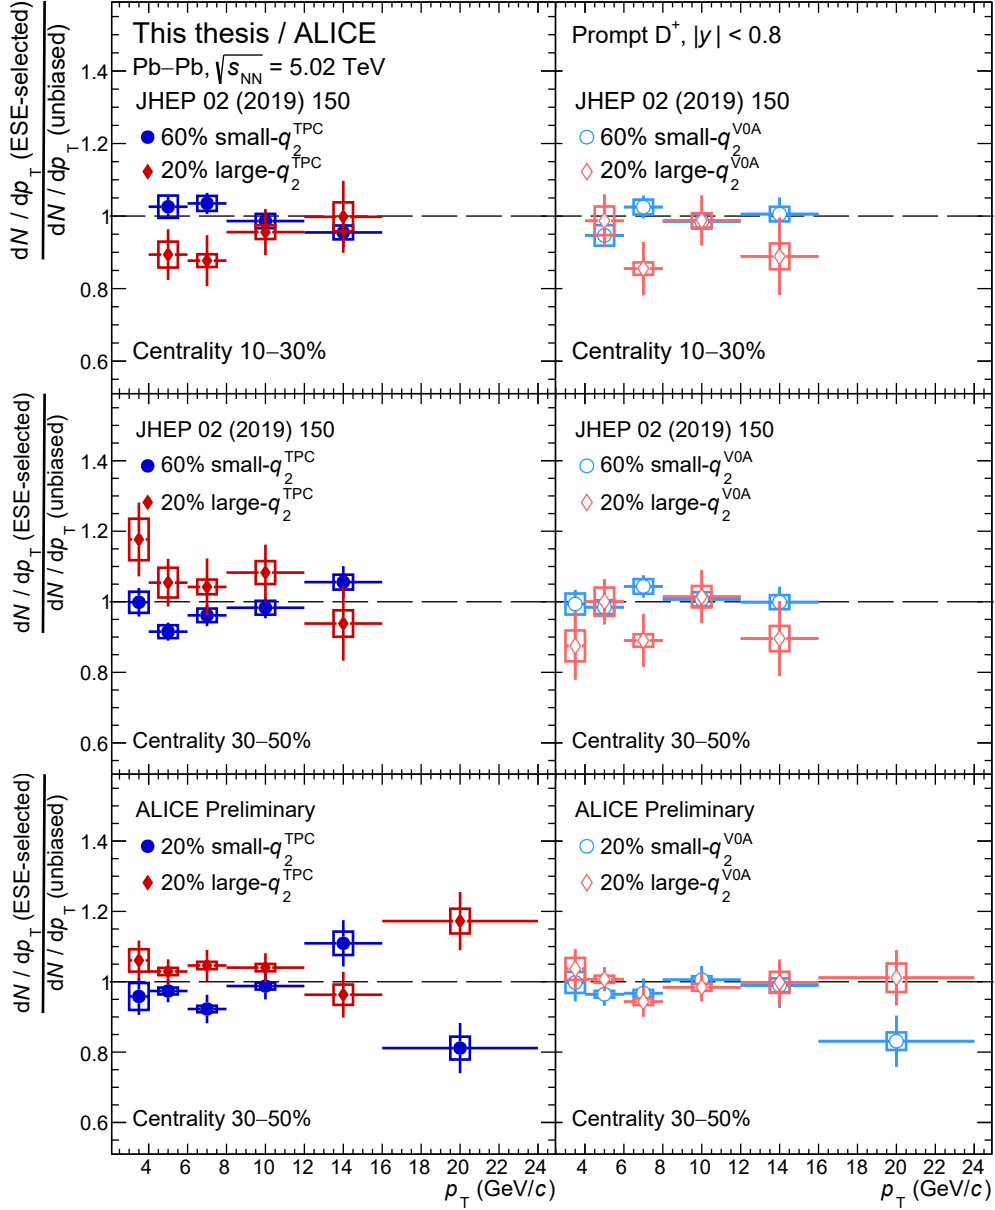 This thesis / ALICE
Pb–Pb, √s_NN = 5.02 TeV
JHEP 02 (2019) 150
60% small-q_2^TPC
20% large-q_2^TPC
Centrality 10–30%
dN / dp_T (ESE-selected)
dN / dp_T (unbiased)
1.4
1.2
1
0.8
0.6
Prompt D⁺, |y| < 0.8
JHEP 02 (2019) 150
60% small-q_2^V0A
20% large-q_2^V0A
Centrality 10–30%
JHEP 02 (2019) 150
60% small-q_2^TPC
20% large-q_2^TPC
Centrality 30–50%
dN / dp_T (ESE-selected)
dN / dp_T (unbiased)
1.4
1.2
1
0.8
0.6
JHEP 02 (2019) 150
60% small-q_2^V0A
20% large-q_2^V0A
Centrality 30–50%
ALICE Preliminary
20% small-q_2^TPC
20% large-q_2^TPC
Centrality 30–50%
dN / dp_T (ESE-selected)
dN / dp_T (unbiased)
1.4
1.2
1
0.8
0.6
4 6 8 10 12 14 16 18 20 22 24
p_T (GeV/c)
ALICE Preliminary
20% small-q_2^V0A
20% large-q_2^V0A
Centrality 30–50%
4 6 8 10 12 14 16 18 20 22 24
p_T (GeV/c)